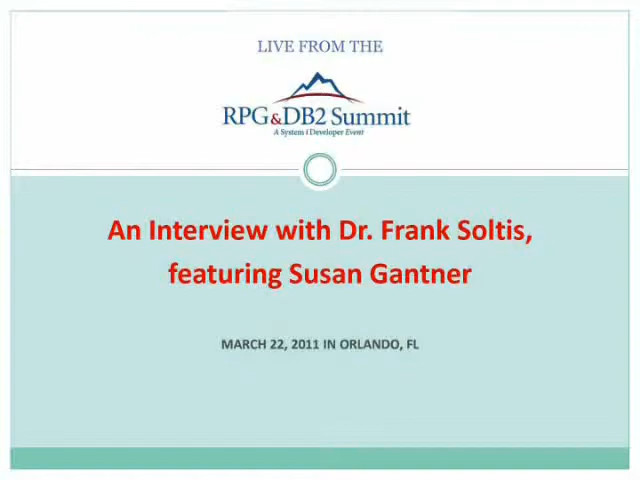 LIVE FROM THE
RPG&DB2 Summit
A System i Developer Event
An Interview with Dr. Frank Soltis,
featuring Susan Gantner
MARCH 22, 2011 IN ORLANDO, FL